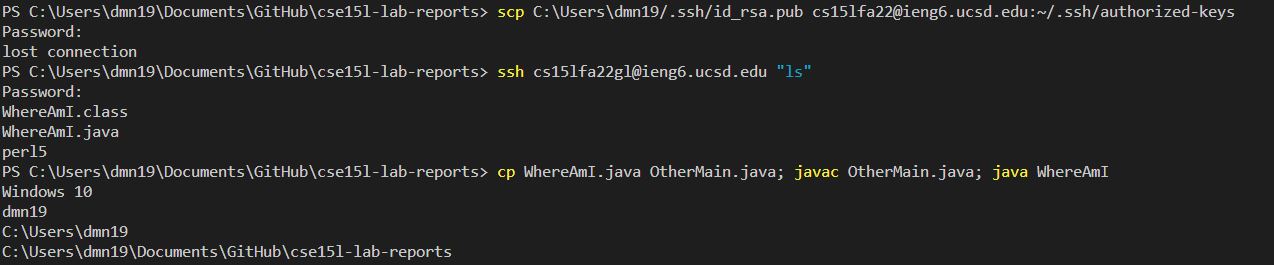 PS C:\Users\dmn19\Documents\GitHub\cse15l-lab-reports> scp C:\Users\dmn19/.ssh/id_rsa.pub cs15lfa22@ieng6.ucsd.edu:~/.ssh/authorized-keys
Password:
lost connection
PS C:\Users\dmn19\Documents\GitHub\cse15l-lab-reports> ssh cs15lfa22gl@ieng6.ucsd.edu "ls"
Password:
WhereAmI.class
WhereAmI.java
perl5
PS C:\Users\dmn19\Documents\GitHub\cse15l-lab-reports> cp WhereAmI.java OtherMain.java; javac OtherMain.java; java WhereAmI
Windows 10
dmn19
C:\Users\dmn19
C:\Users\dmn19\Documents\GitHub\cse15l-lab-reports